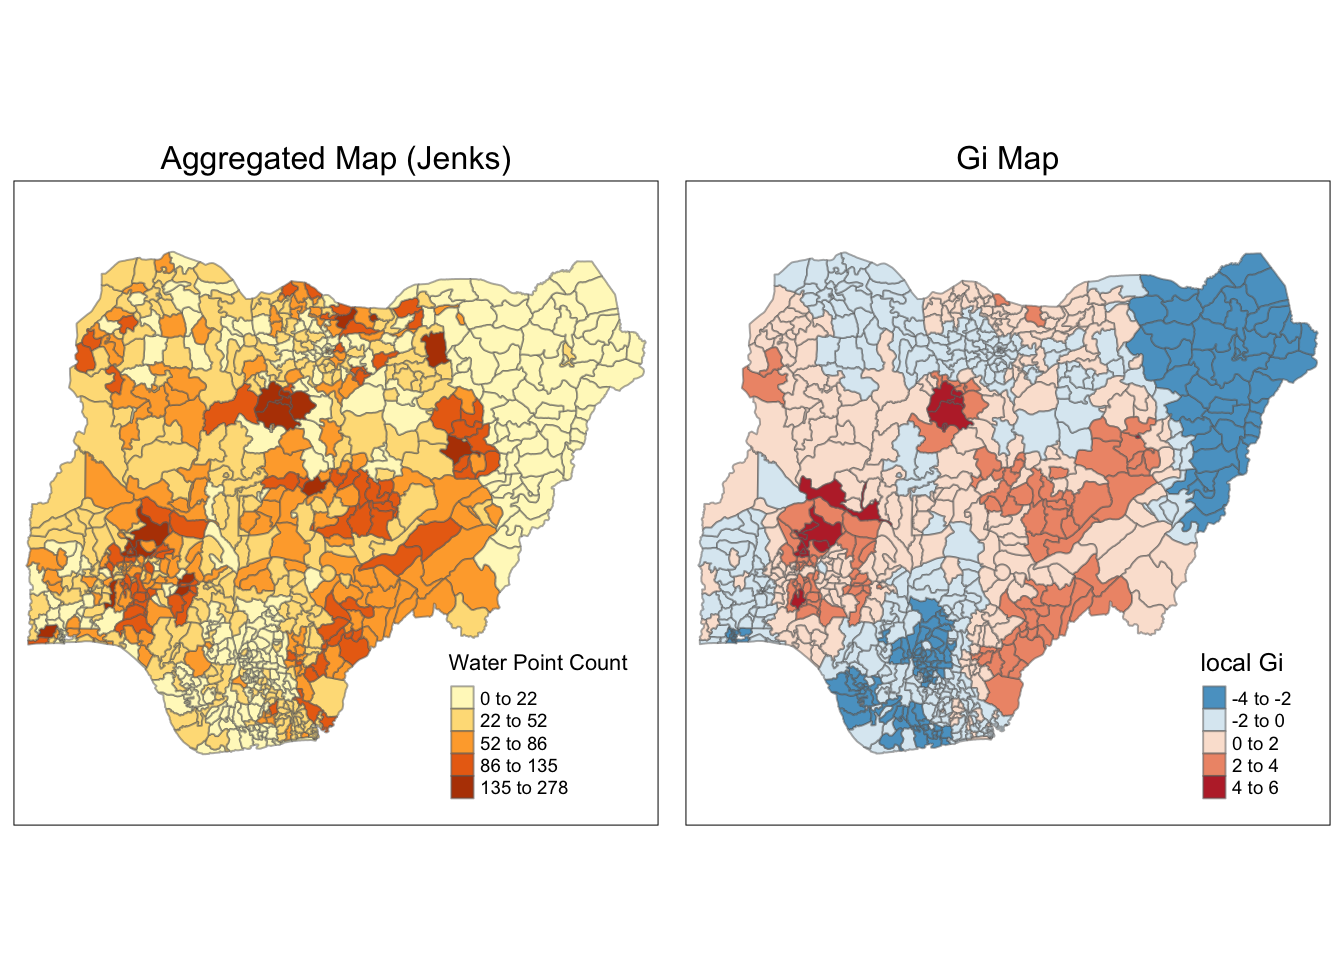 Aggregated Map (Jenks)
Water Point Count
0 to 22
22 to 52
52 to 86
86 to 135
135 to 278
Gi Map
local Gi
-4 to -2
-2 to 0
0 to 2
2 to 4
4 to 6